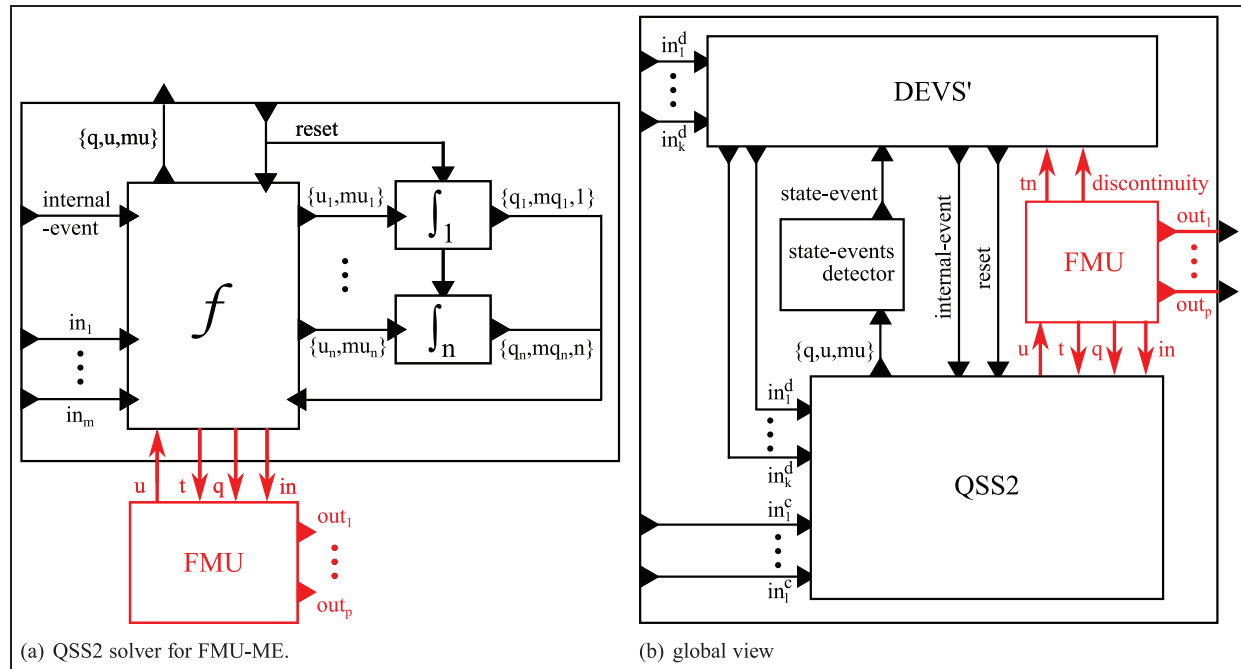 {q,u,mu}
reset
internal
-event
{u₁,mu₁}
∫₁
{q₁,mq₁,1}
f
{uₙ,muₙ}
∫ₙ
{qₙ,mqₙ,n}
in₁
inₘ
u
t
q
in
FMU
out₁
outₚ
(a) QSS2 solver for FMU-ME.
in₁ᵈ
inₖᵈ
DEVS'
state-event
state-events
detector
internal-event
reset
tn
discontinuity
FMU
out₁
outₚ
{q,u,mu}
u
t
q
in
in₁ᵈ
inₖᵈ
QSS2
in₁ᶜ
inₗᶜ
(b) global view